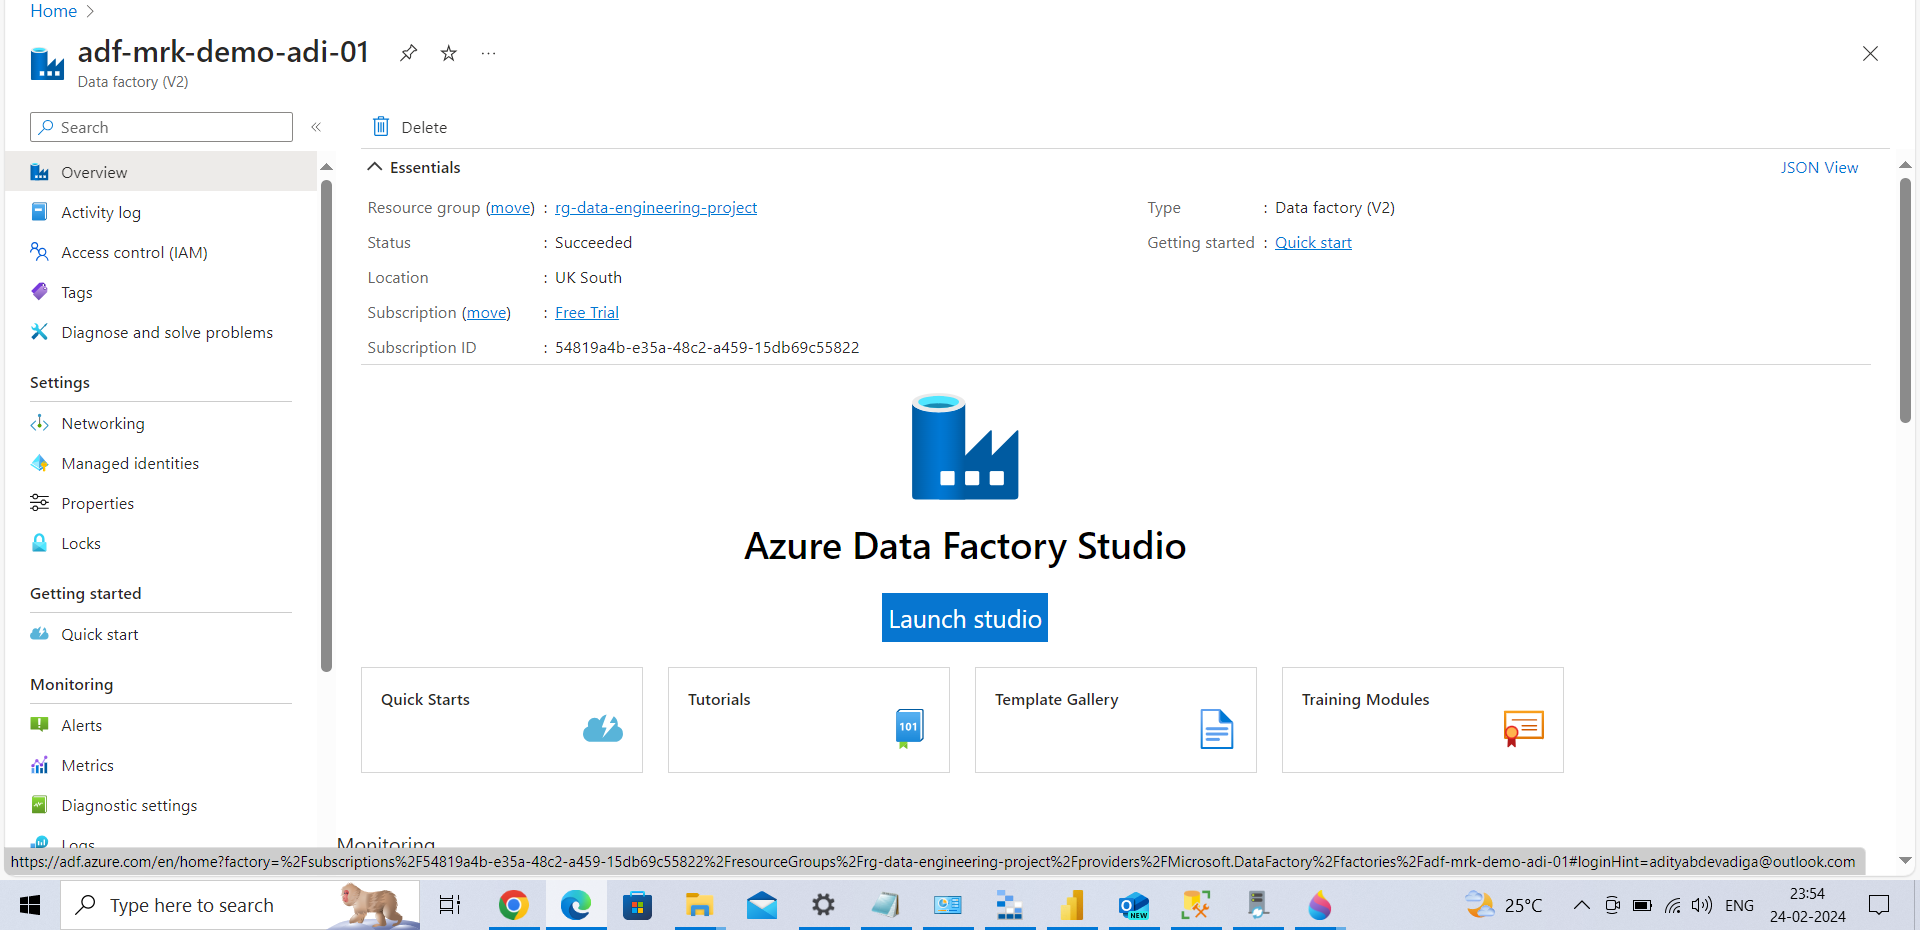 Home
adf-mrk-demo-adi-01
Data factory (V2)
Search
Delete
Overview
Activity log
Access control (IAM)
Tags
Diagnose and solve problems
Settings
Networking
Managed identities
Properties
Locks
Getting started
Quick start
Monitoring
Alerts
Metrics
Diagnostic settings
Logs
Essentials
JSON View
Resource group (move) : rg-data-engineering-project
Status : Succeeded
Location : UK South
Subscription (move) : Free Trial
Subscription ID : 54819a4b-e35a-48c2-a459-15db69c55822
Type : Data factory (V2)
Getting started : Quick start
Azure Data Factory Studio
Launch studio
Quick Starts
Tutorials
101
Template Gallery
Training Modules
Monitoring
https://adf.azure.com/en/home?factory=%2Fsubscriptions%2F54819a4b-e35a-48c2-a459-15db69c55822%2FresourceGroups%2Frg-data-engineering-project%2Fproviders%2FMicrosoft.DataFactory%2Ffactories%2Fadf-mrk-demo-adi-01#loginHint=adityabdevadiga@outlook.com
Type here to search
NEW
25°C
ENG
23:54
24-02-2024